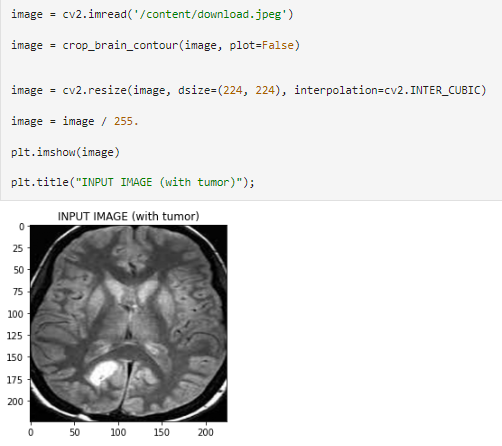 image = cv2.imread('/content/download.jpeg')
image = crop_brain_contour(image, plot=False)
image = cv2.resize(image, dsize=(224, 224), interpolation=cv2.INTER_CUBIC)
image = image / 255.
plt.imshow(image)
plt.title("INPUT IMAGE (with tumor)");
INPUT IMAGE (with tumor)
0
25
50
75
100
125
150
175
200
0 50 100 150 200